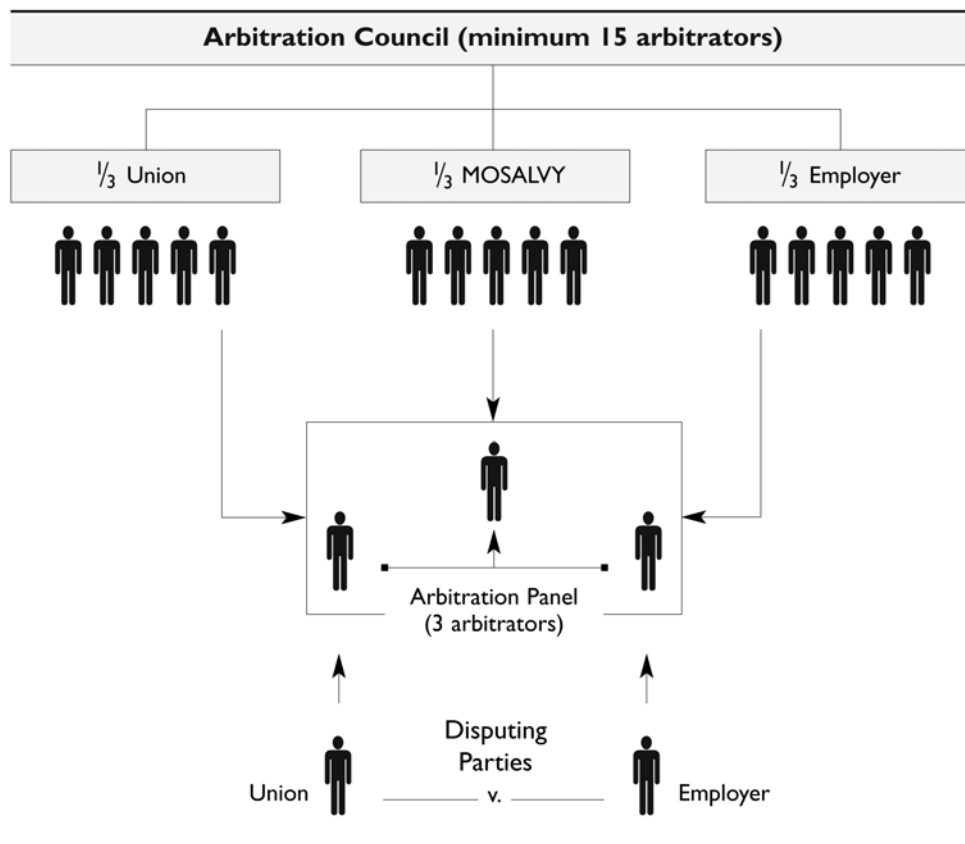 Arbitration Council (minimum 15 arbitrators)
1/3 Union
1/3 MOSALVY
1/3 Employer
Arbitration Panel
(3 arbitrators)
Disputing
Parties
Union
v.
Employer